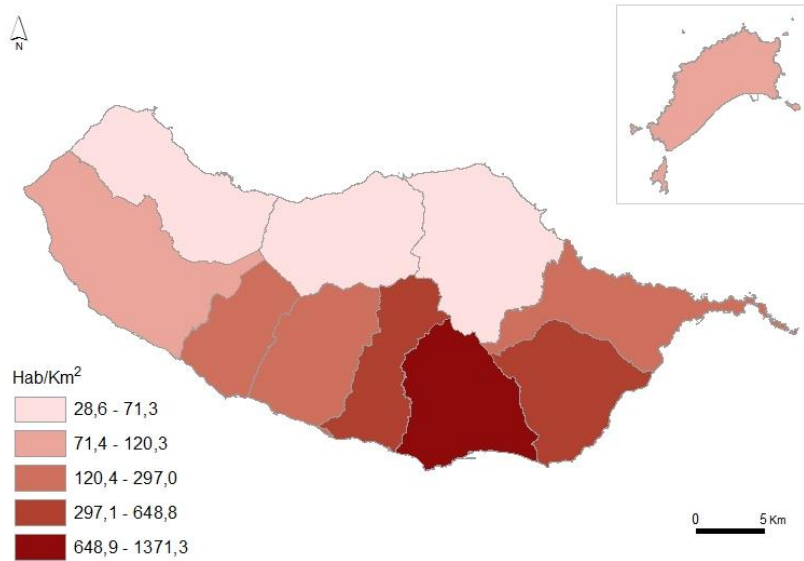 N
Hab/Km²
28,6 - 71,3
71,4 - 120,3
120,4 - 297,0
297,1 - 648,8
648,9 - 1371,3
0 5 Km